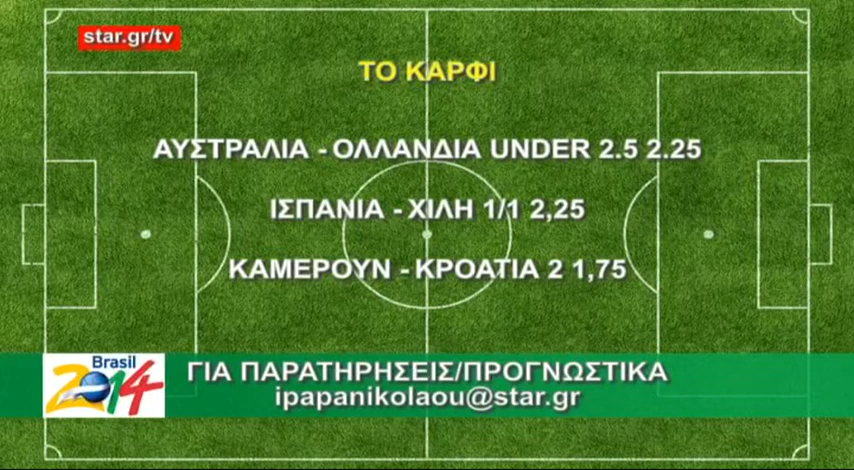 star.gr/tv
ΤΟ ΚΑΡΦΙ
ΑΥΣΤΡΑΛΙΑ - ΟΛΛΑΝΔΙΑ UNDER 2.5 2.25
ΙΣΠΑΝΙΑ - ΧΙΛΗ 1/1 2,25
ΚΑΜΕΡΟΥΝ - ΚΡΟΑΤΙΑ 2 1,75
Brasil
2014
ΓΙΑ ΠΑΡΑΤΗΡΗΣΕΙΣ/ΠΡΟΓΝΩΣΤΙΚΑ
ipapanikolaou@star.gr